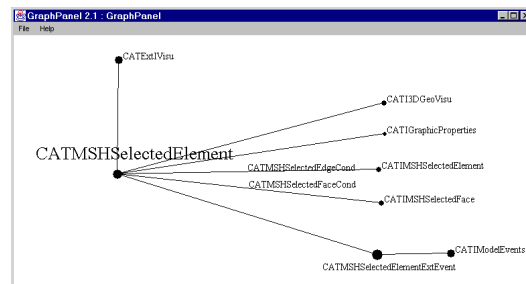 GraphPanel 2.1 : GraphPanel
File Help
CATExtIVisu
CATI3DGeoVisu
CATIGraphicProperties
CATMSHSelectedElement
CATMSHSelectedEdgeCond
CATIMSHSelectedElement
CATMSHSelectedFaceCond
CATIMSHSelectedFace
CATIModelEvents
CATMSHSelectedElementExtEvent